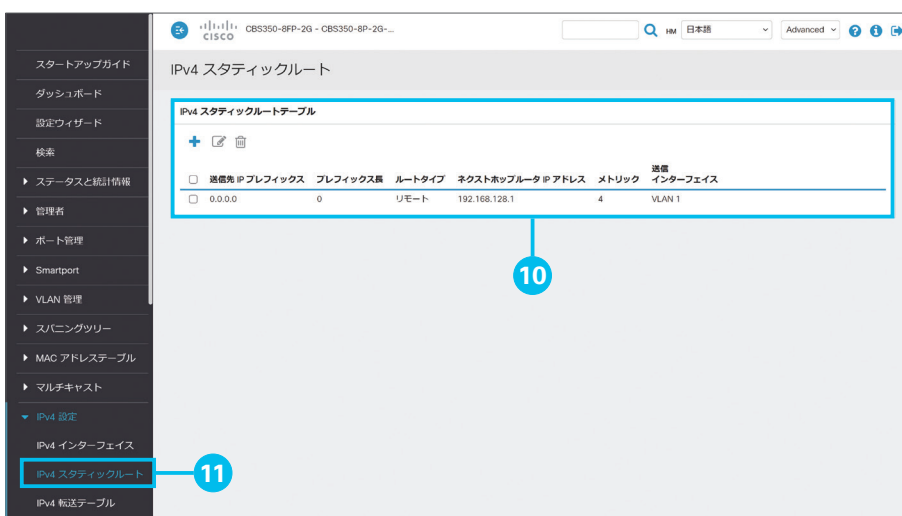 CISCO
CBS350-8FP-2G - CBS350-8P-2G-...
HM 日本語
Advanced
スタートアップガイド
ダッシュボード
設定ウィザード
検索
ステータスと統計情報
管理者
ポート管理
Smartport
VLAN 管理
スパニングツリー
MAC アドレステーブル
マルチキャスト
IPv4 設定
IPv4 インターフェイス
IPv4 スタティックルート
IPv4 転送テーブル
IPv4 スタティックルート
IPv4 スタティックルートテーブル
送信先 IP プレフィックス プレフィックス長 ルートタイプ ネクストホップルータ IP アドレス メトリック 送信
インターフェイス
0.0.0.0 0 リモート 192.168.128.1 4 VLAN 1
10
11